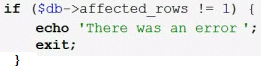 if ($db->affected_rows != 1) {
echo 'There was an error ';
exit;
}